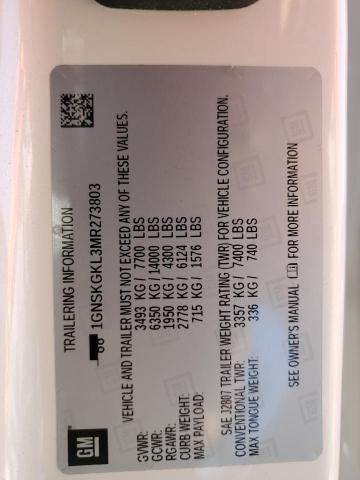 TRAILERING INFORMATION
1GNSKGKL3MR273803
VEHICLE AND TRAILER MUST NOT EXCEED ANY OF THESE VALUES.
GVWR: 3493 KG / 7700 LBS
GCWR: 6350 KG / 14000 LBS
RGAWR: 1950 KG / 4300 LBS
CURB WEIGHT: 2778 KG / 6124 LBS
MAX PAYLOAD: 715 KG / 1576 LBS
SAE J2807 TRAILER WEIGHT RATING (TWR) FOR VEHICLE CONFIGURATION.
CONVENTIONAL TWR: 3357 KG / 7400 LBS
MAX TONGUE WEIGHT: 336 KG / 740 LBS
SEE OWNER'S MANUAL FOR MORE INFORMATION
GM